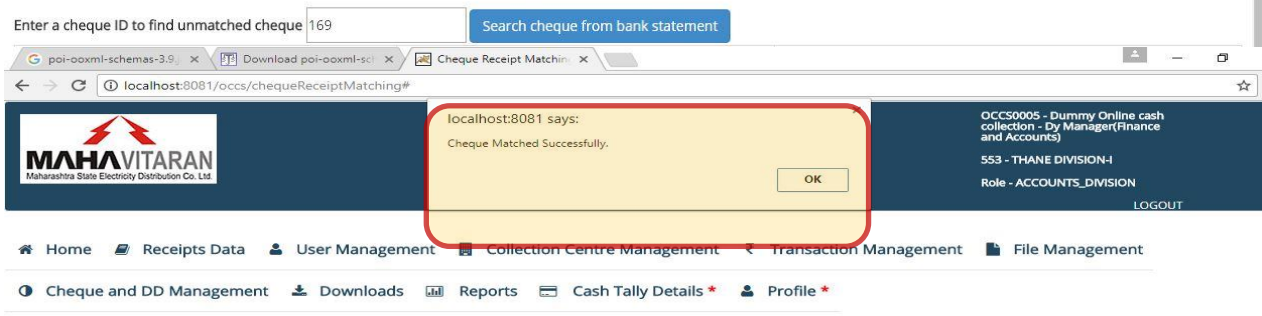 Enter a cheque ID to find unmatched cheque 169 Search cheque from bank statement
poi-ooxml-schemas-3.9.j Download poi-ooxml-sch Cheque Receipt Matching
localhost:8081/occs/chequeReceiptMatching#
MAHAVITARAN
Maharashtra State Electricity Distribution Co. Ltd.
localhost:8081 says:
Cheque Matched Successfully.
OK
OCCS0005 - Dummy Online cash
collection - Dy Manager(Finance
and Accounts)
553 - THANE DIVISION-I
Role - ACCOUNTS_DIVISION
LOGOUT
Home Receipts Data User Management Collection Centre Management ₹ Transaction Management File Management
Cheque and DD Management Downloads Reports Cash Tally Details * Profile *